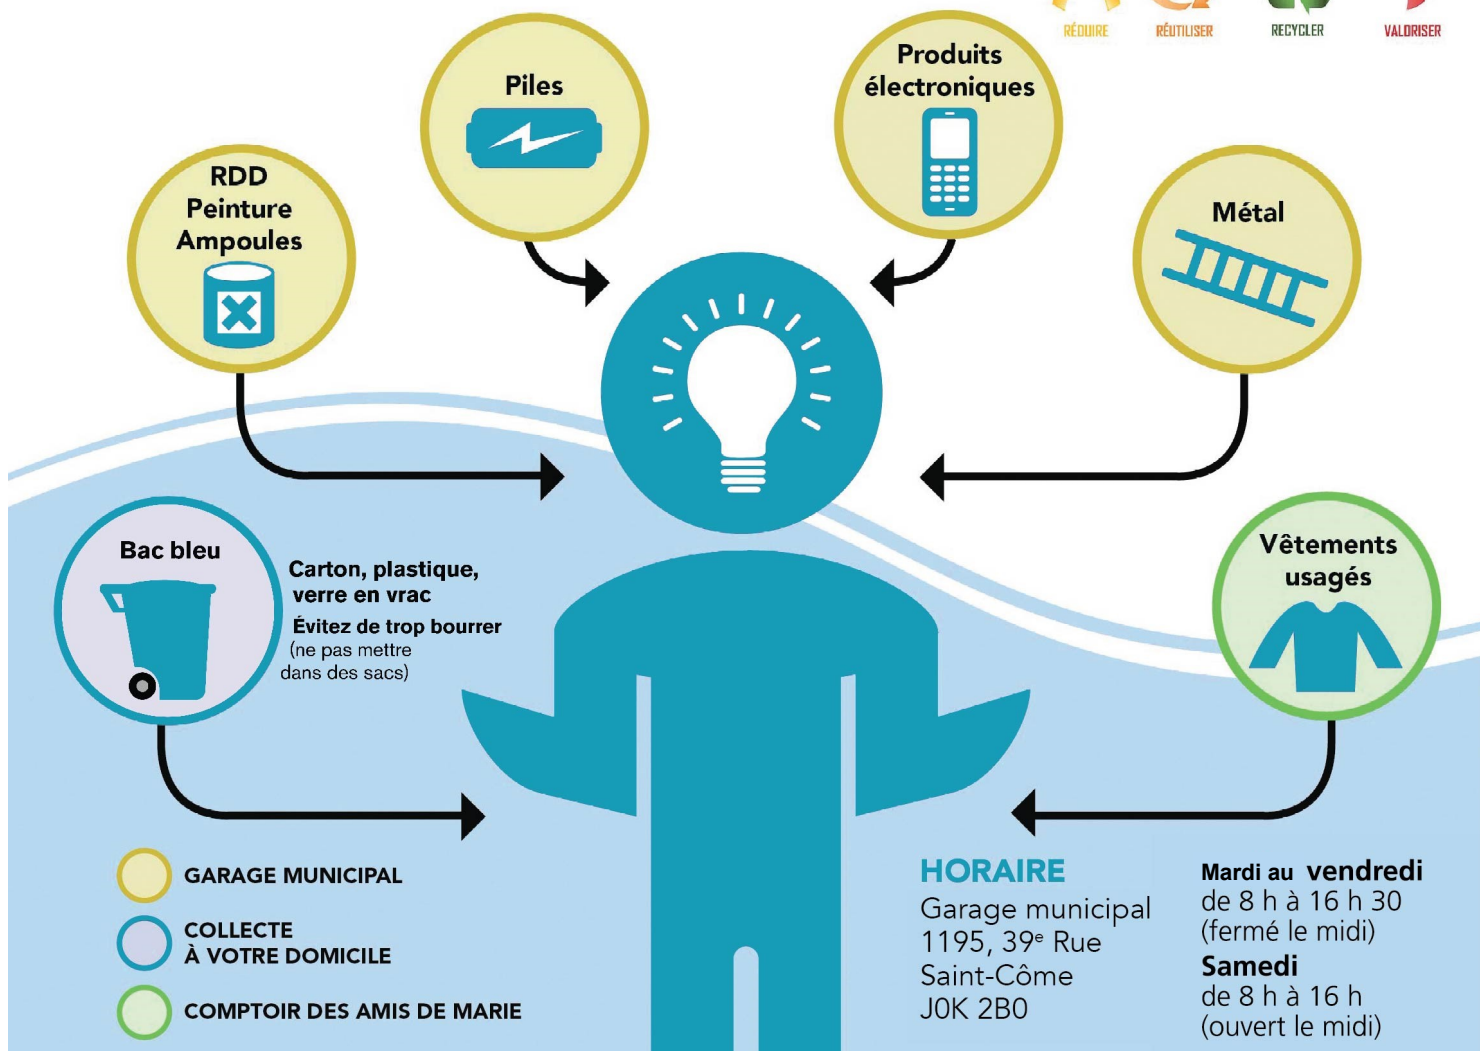 RÉDUIRE
RÉUTILISER
RECYCLER
VALORISER
Piles
Produits
électroniques
RDD
Peinture
Ampoules
Métal
Bac bleu
Carton, plastique,
verre en vrac
Évitez de trop bourrer
(ne pas mettre
dans des sacs)
Vêtements
usagés
GARAGE MUNICIPAL
COLLECTE
À VOTRE DOMICILE
COMPTOIR DES AMIS DE MARIE
HORAIRE
Garage municipal
1195, 39e Rue
Saint-Côme
J0K 2B0
Mardi au vendredi
de 8 h à 16 h 30
(fermé le midi)
Samedi
de 8 h à 16 h
(ouvert le midi)